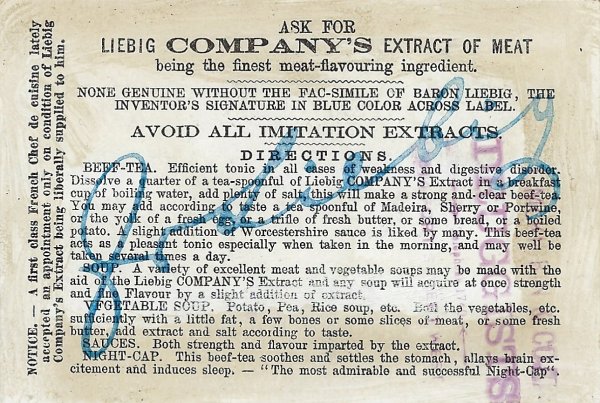 ASK FOR
LIEBIG COMPANY'S EXTRACT OF MEAT
being the finest meat-flavouring ingredient.
NONE GENUINE WITHOUT THE FAC-SIMILE OF BARON LIEBIG, THE
INVENTOR'S SIGNATURE IN BLUE COLOR ACROSS LABEL.
AVOID ALL IMITATION EXTRACTS.
DIRECTIONS.
BEEF-TEA. Efficient tonic in all cases of weakness and digestive disorder.
Dissolve a quarter of a tea-spoonful of Liebig COMPANY'S Extract in a breakfast
cup of boiling water, add plenty of salt; this will make a strong and clear beef-tea.
You may add according to taste a tea spoonful of Madeira, Sherry or Portwine,
or the yolk of a fresh egg, or a trifle of fresh butter, or some bread, or a boiled
potato. A slight addition of Worcestershire sauce is liked by many. This beef-tea
acts as a pleasant tonic especially when taken in the morning, and may well be
taken several times a day.
SOUP. A variety of excellent meat and vegetable soups may be made with the
aid of the Liebig COMPANY'S Extract and any soup will acquire at once strength
and fine Flavour by a slight addition of extract.
VEGETABLE SOUP. Potato, Pea, Rice soup, etc. Boil the vegetables, etc.
sufficiently with a little fat, a few bones or some slices of meat, or some fresh
butter, add extract and salt according to taste.
SAUCES. Both strength and flavour imparted by the extract.
NIGHT-CAP. This beef-tea soothes and settles the stomach, allays brain ex-
citement and induces sleep. — "The most admirable and successful Night-Cap".
NOTICE. — A first class French Chef de cuisine lately
accepted an appointment only on condition of Liebig
Company's Extract being liberally supplied to him.
J v Liebig
DRUGGISTS